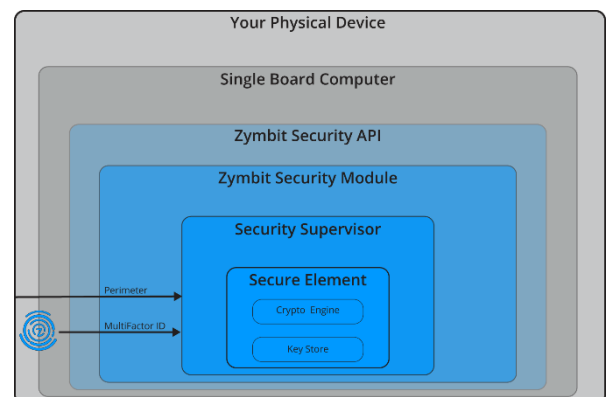 Your Physical Device
Single Board Computer
Zymbit Security API
Zymbit Security Module
Security Supervisor
Secure Element
Perimeter
Crypto Engine
MultiFactor ID
Key Store